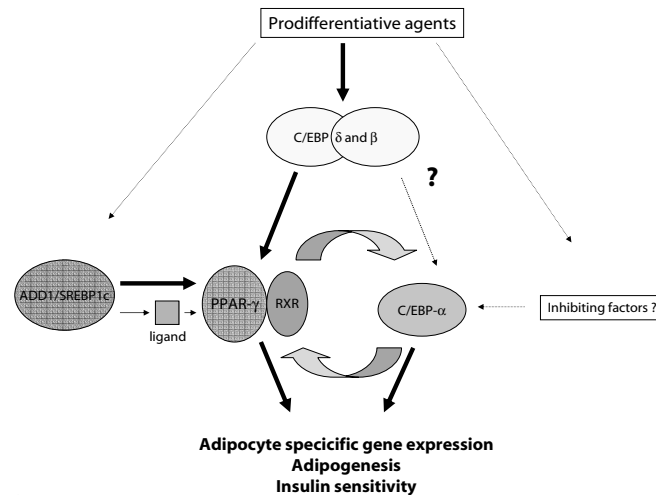 Prodifferentiative agents
C/EBP δ and β
?
ADD1/SREBP1c
PPAR-γ
RXR
C/EBP-α
Inhibiting factors ?
ligand
Adipocyte specicific gene expression
Adipogenesis
Insulin sensitivity